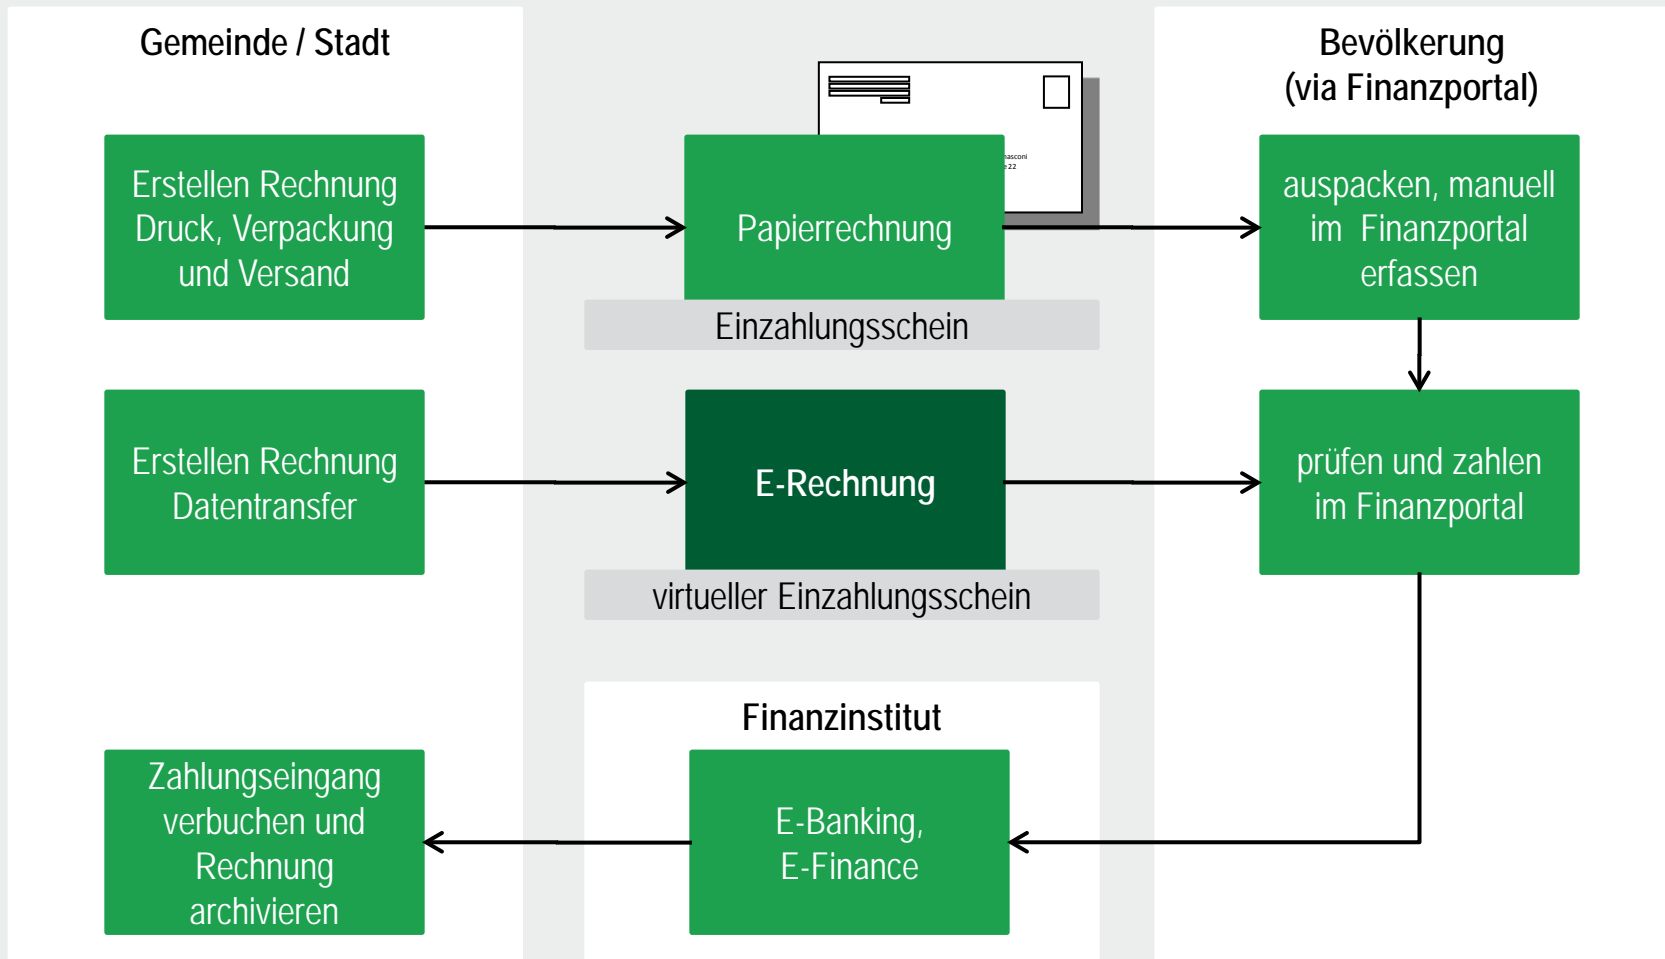 Gemeinde / Stadt
Bevölkerung
(via Finanzportal)
Erstellen Rechnung
Druck, Verpackung
und Versand
22
Papierrechnung
Einzahlungsschein
auspacken, manuell
im Finanzportal
erfassen
Erstellen Rechnung
Datentransfer
E-Rechnung
virtueller Einzahlungsschein
prüfen und zahlen
im Finanzportal
Finanzinstitut
E-Banking,
E-Finance
Zahlungseingang
verbuchen und
Rechnung
archivieren